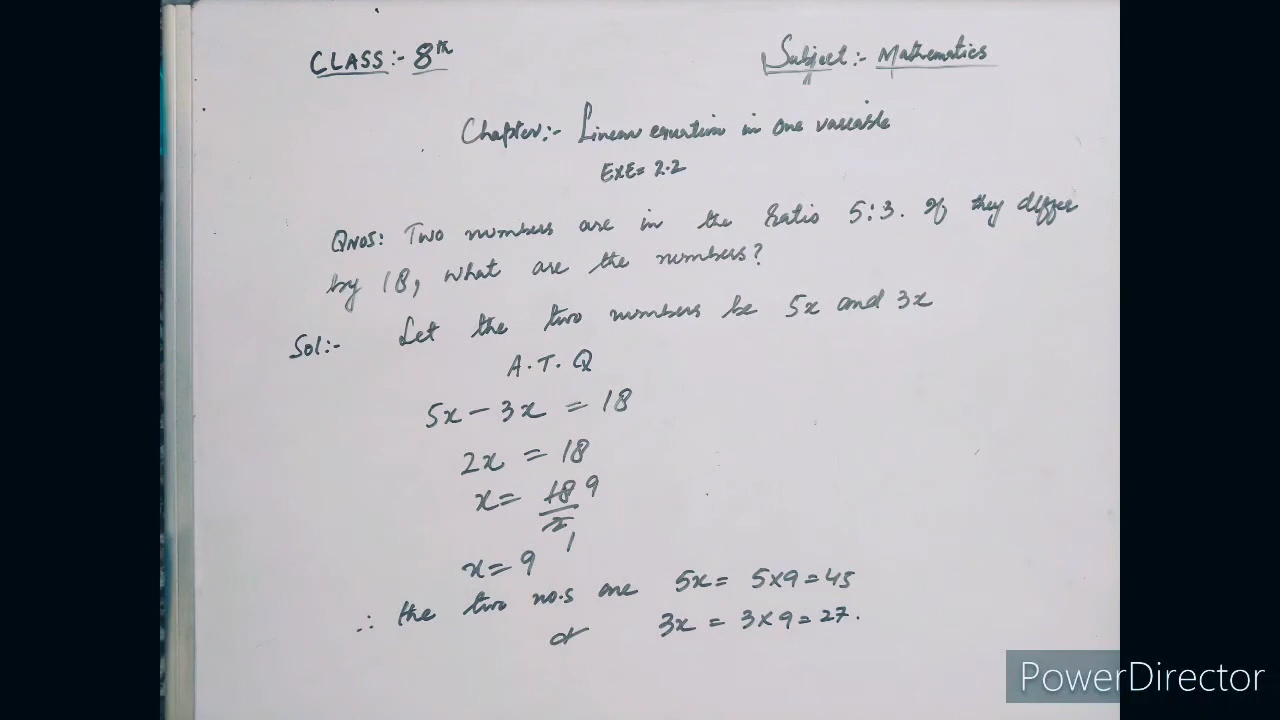 CLASS:- 8th
Subject:- Mathematics
Chapter:- Linear equation in one variable
EXE= 2.2
QNO5: Two numbers are in the Ratio 5:3. If they differ
by 18, what are the numbers?
Sol:- Let the two numbers be 5x and 3x
A.T.Q
5x - 3x = 18
2x = 18
x = 18/2 9
1
x = 9
∴ the two no.s are 5x = 5×9 = 45
3x = 3×9 = 27.
PowerDirector